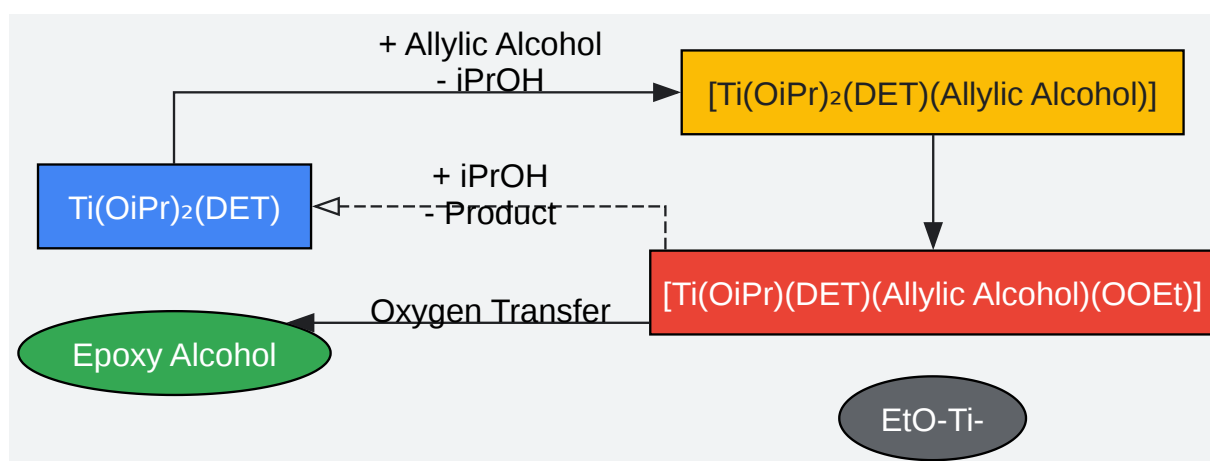 + Allylic Alcohol
- iPrOH
[Ti(OiPr)₂(DET)(Allylic Alcohol)]
+ iPrOH
- Product
Ti(OiPr)₂(DET)
[Ti(OiPr)(DET)(Allylic Alcohol)(OOEt)]
Oxygen Transfer
Epoxy Alcohol
EtO-Ti-